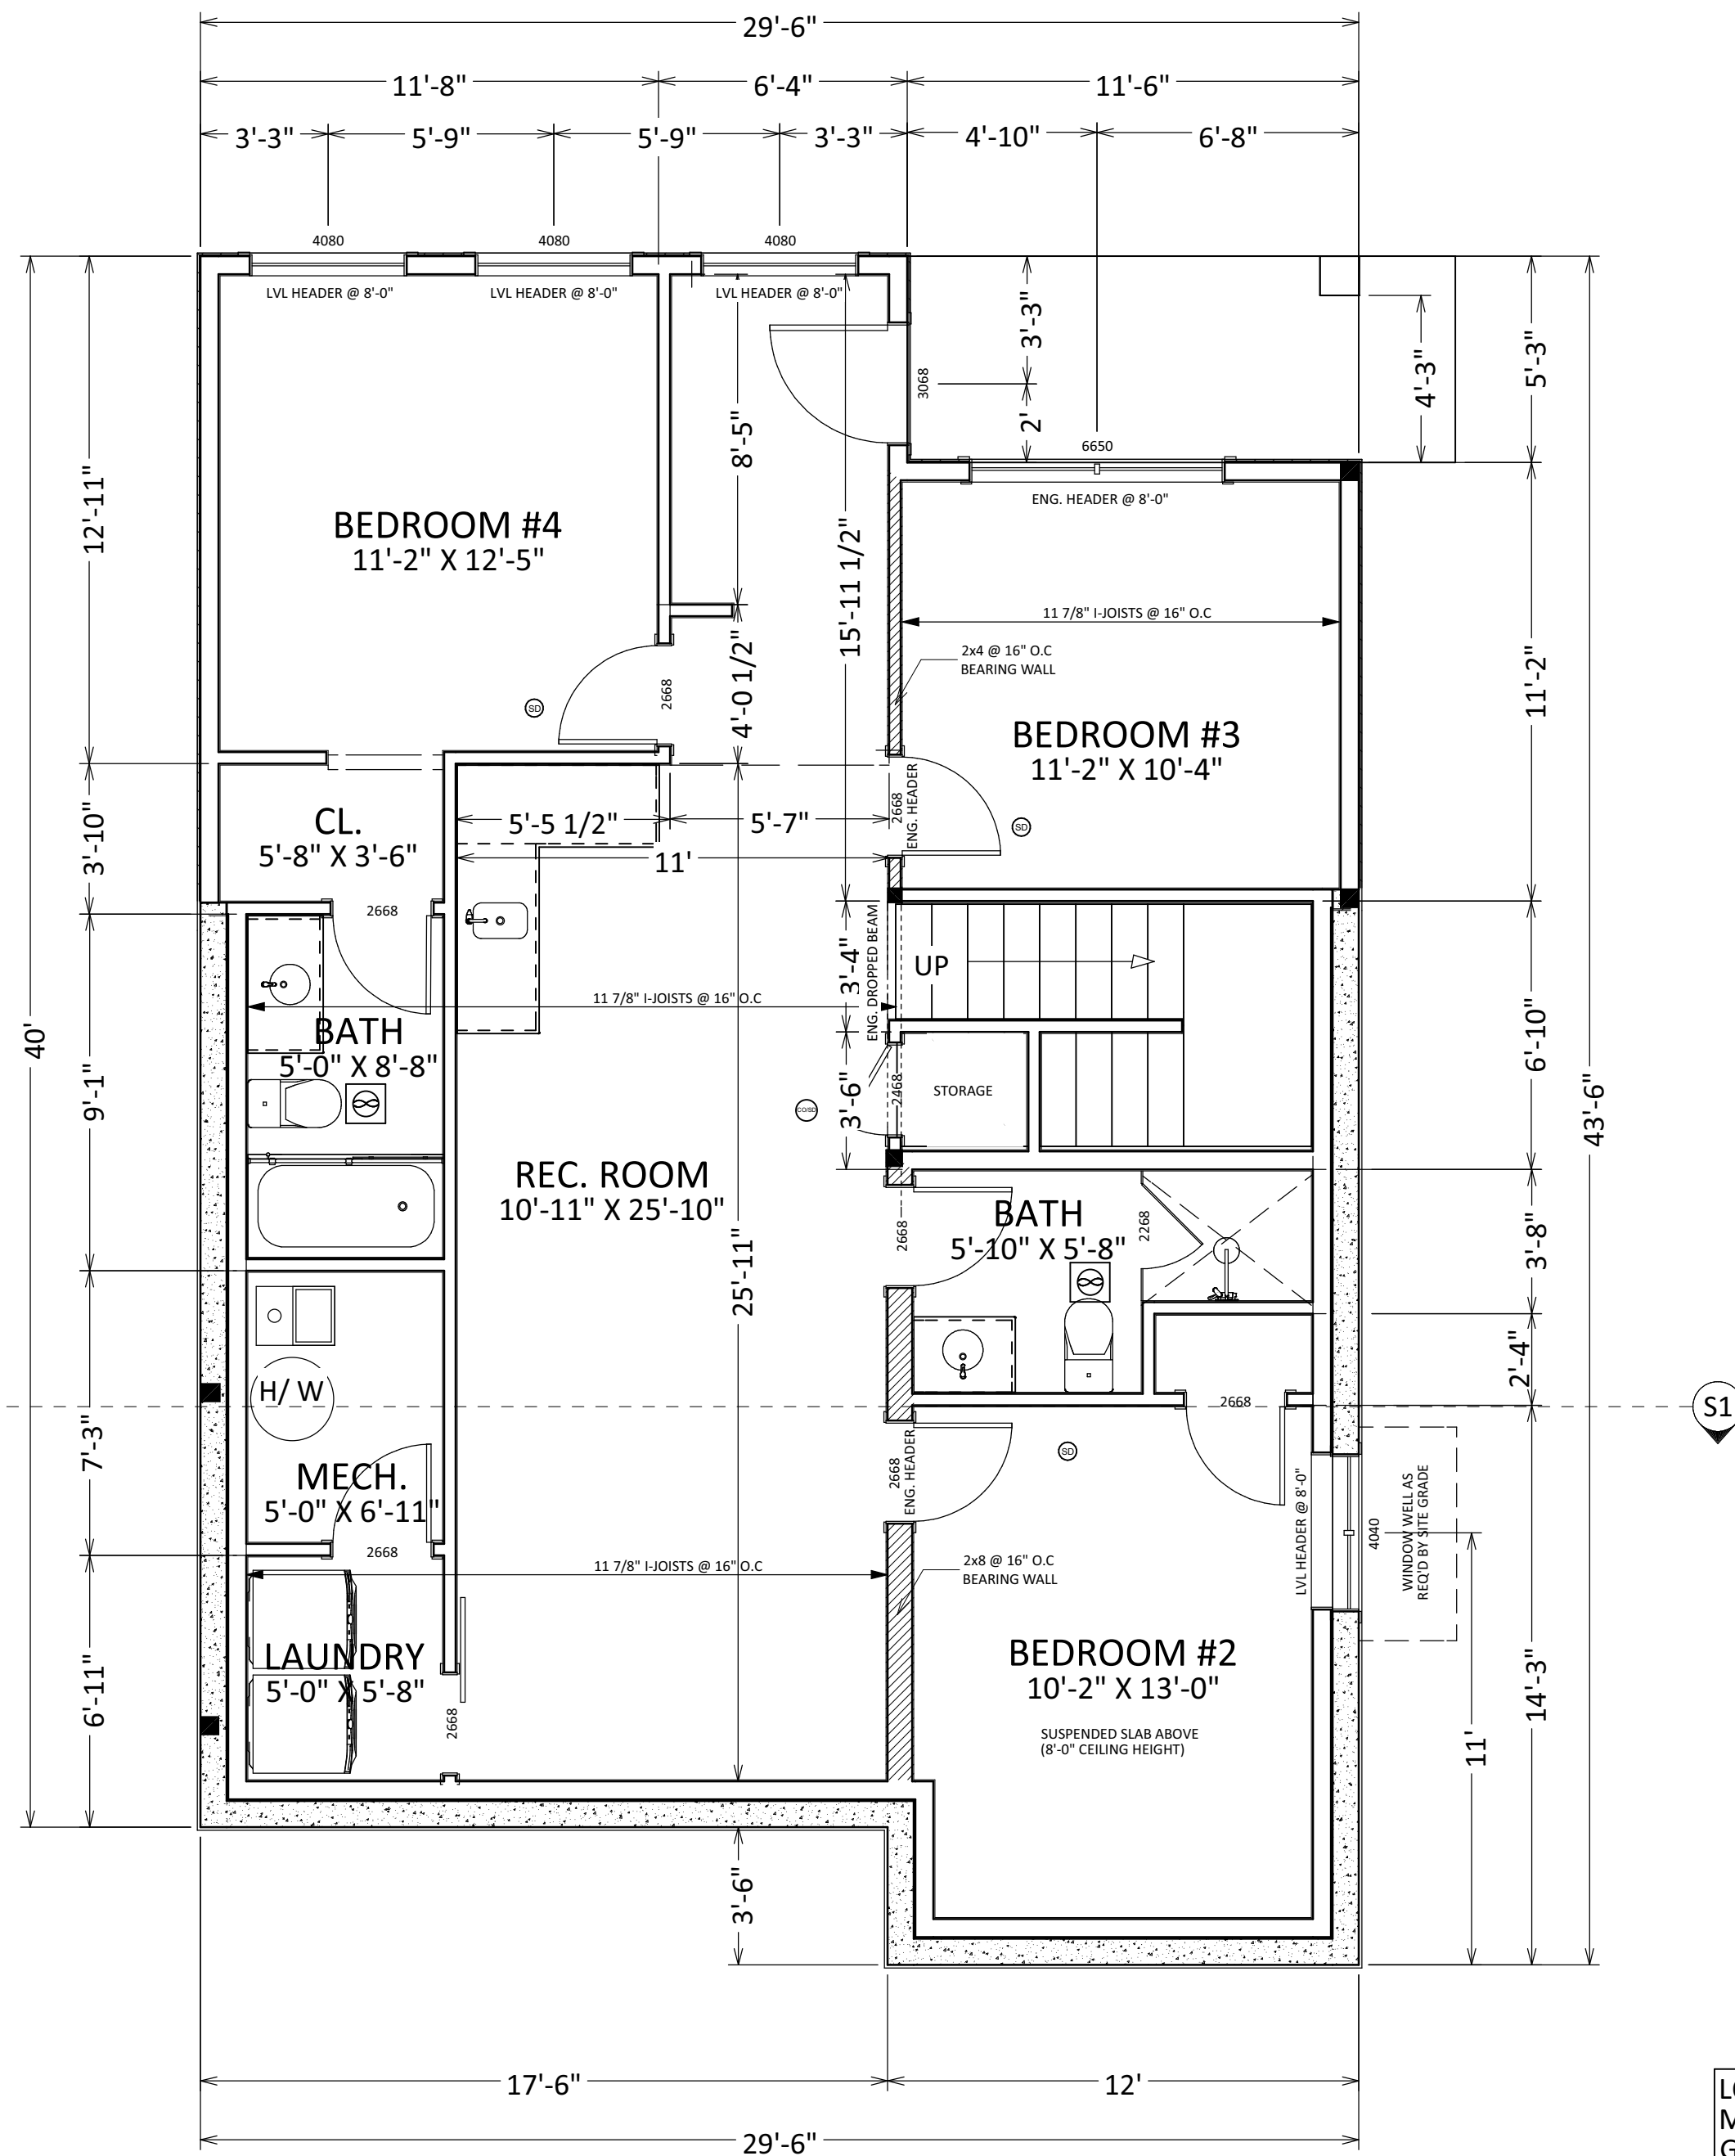 29'-6"
11'-8"
6'-4"
11'-6"
3'-3"
5'-9"
5'-9"
3'-3"
4'-10"
6'-8"
4080
4080
4080
LVL HEADER @ 8'-0"
LVL HEADER @ 8'-0"
LVL HEADER @ 8'-0"
3'-3"
2'
3068
4'-3"
5'-3"
6650
ENG. HEADER @ 8'-0"
12'-11"
8'-5"
BEDROOM #4
11'-2" X 12'-5"
15'-11 1/2"
11 7/8" I-JOISTS @ 16" O.C
2x4 @ 16" O.C
BEARING WALL
11'-2"
4'-0 1/2"
2668
SD
BEDROOM #3
11'-2" X 10'-4"
3'-10"
CL.
5'-8" X 3'-6"
5'-5 1/2"
5'-7"
11'
2668
ENG. HEADER
SD
2668
ENG. DROPPED BEAM
3'-4"
UP
11 7/8" I-JOISTS @ 16" O.C
40'
BATH
5'-0" X 8'-8"
9'-1"
3'-6"
2468
STORAGE
CO/SD
6'-10"
43'-6"
REC. ROOM
10'-11" X 25'-10"
25'-11"
2668
BATH
5'-10" X 5'-8"
2268
3'-8"
2'-4"
H/ W
2668
S1
7'-3"
MECH.
5'-0" X 6'-11"
2668
ENG. HEADER
SD
LVL HEADER @ 8'-0"
4040
WINDOW WELL AS
REQ'D BY SITE GRADE
2668
11 7/8" I-JOISTS @ 16" O.C
2x8 @ 16" O.C
BEARING WALL
6'-11"
LAUNDRY
5'-0" X 5'-8"
2668
BEDROOM #2
10'-2" X 13'-0"
SUSPENDED SLAB ABOVE
(8'-0" CEILING HEIGHT)
11'
14'-3"
3'-6"
17'-6"
12'
29'-6"